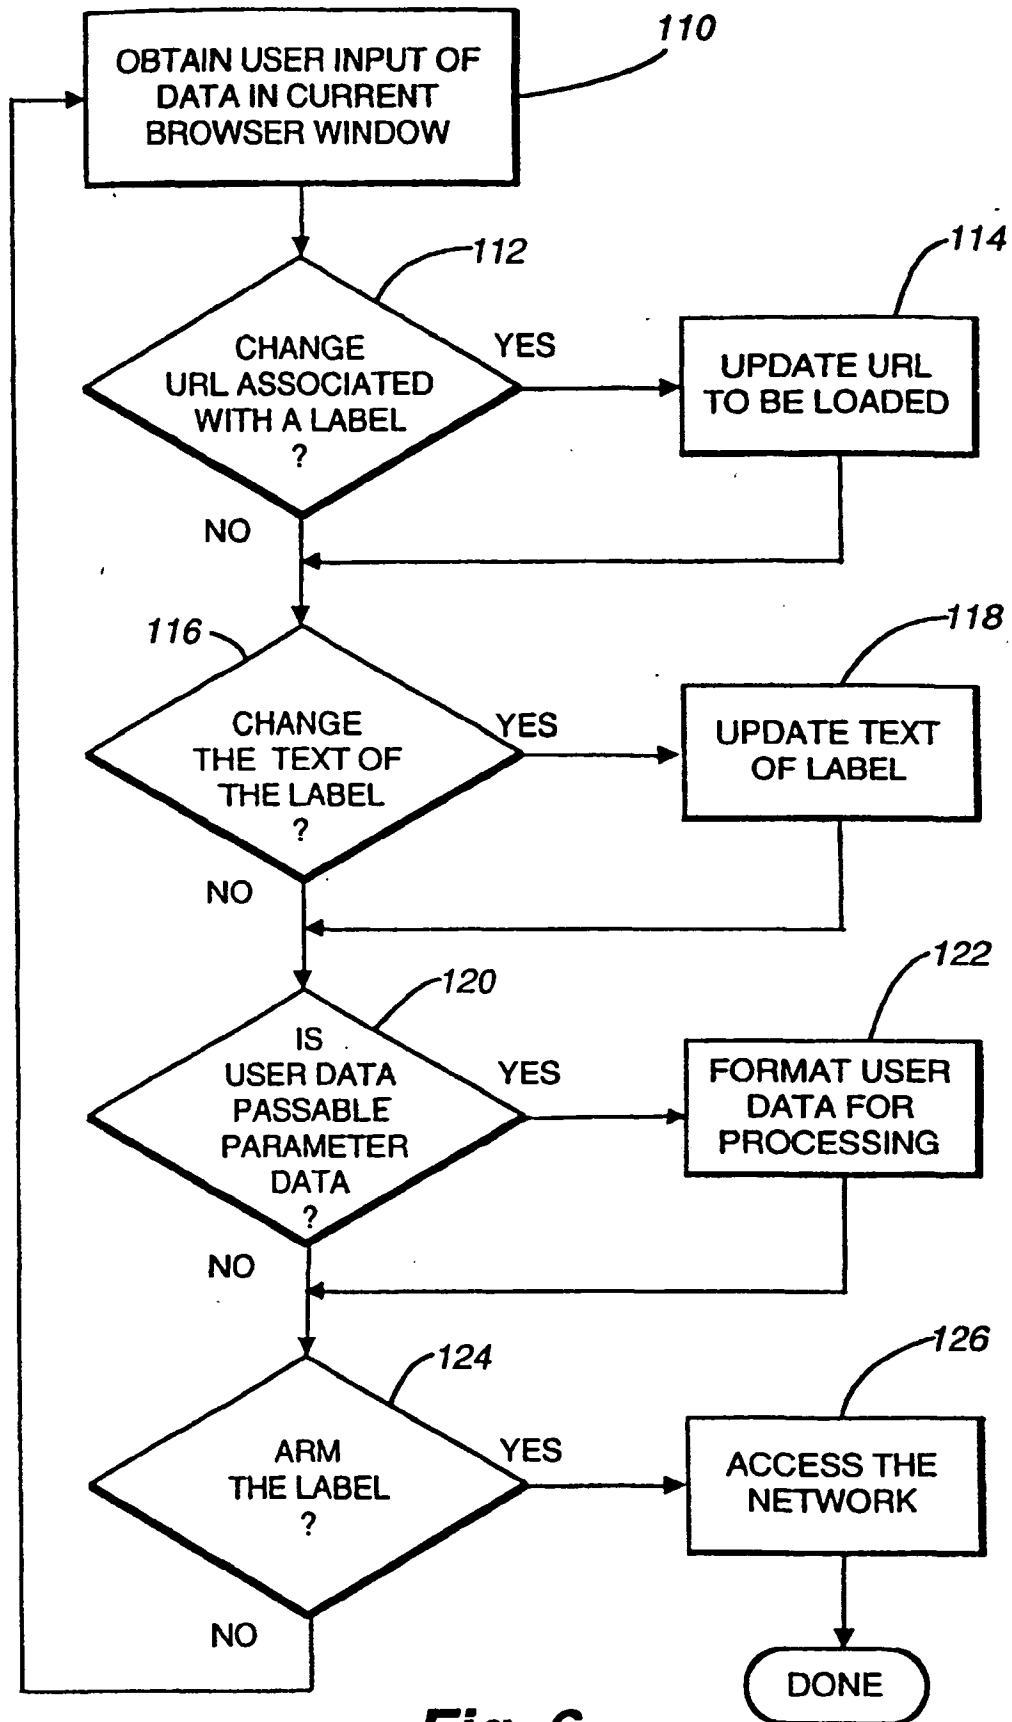 110
OBTAIN USER INPUT OF
DATA IN CURRENT
BROWSER WINDOW
112
CHANGE
URL ASSOCIATED
WITH A LABEL
?
YES
114
UPDATE URL
TO BE LOADED
NO
116
CHANGE
THE TEXT OF
THE LABEL
?
YES
118
UPDATE TEXT
OF LABEL
NO
120
IS
USER DATA
PASSABLE
PARAMETER
DATA
?
YES
122
FORMAT USER
DATA FOR
PROCESSING
NO
124
ARM
THE LABEL
?
YES
126
ACCESS THE
NETWORK
NO
DONE
Fig. 6